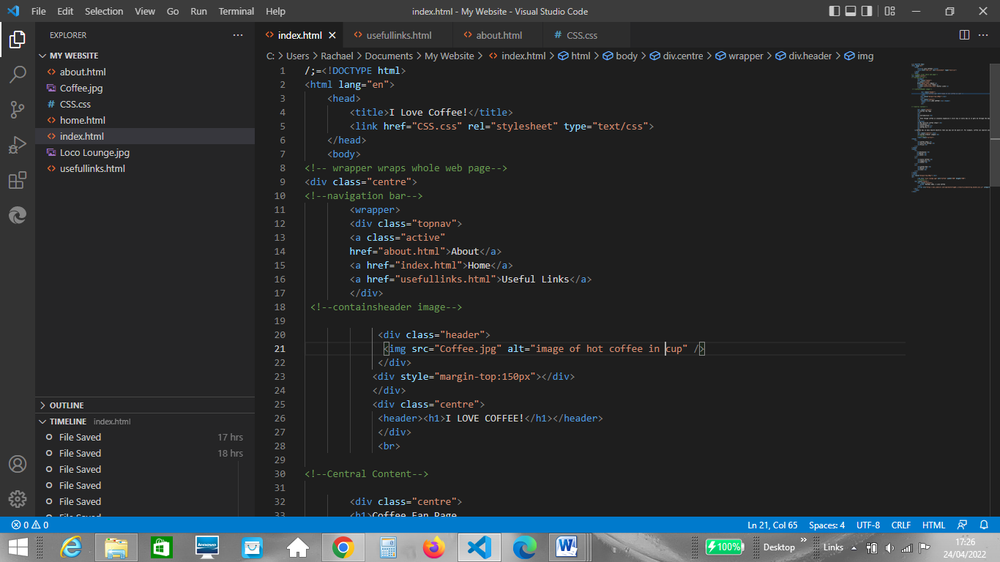 File Edit Selection View Go Run Terminal Help
index.html - My Website - Visual Studio Code
EXPLORER
MY WEBSITE
about.html
Coffee.jpg
# CSS.css
home.html
index.html
Loco Lounge.jpg
usefullinks.html
OUTLINE
TIMELINE index.html
File Saved 17 hrs
File Saved 18 hrs
File Saved
File Saved
File Saved
<> index.html <> usefullinks.html <> about.html # CSS.css
C: > Users > Rachael > Documents > My Website > <> index.html > html > body > div.centre > wrapper > div.header > img
1 /;=<!DOCTYPE html>
2 <html lang="en">
3 <head>
4 <title>I Love Coffee!</title>
5 <link href="CSS.css" rel="stylesheet" type="text/css">
6 </head>
7 <body>
8 <!-- wrapper wraps whole web page-->
9 <div class="centre">
10 <!--navigation bar-->
11 <wrapper>
12 <div class="topnav">
13 <a class="active"
14 href="about.html">About</a>
15 <a href="index.html">Home</a>
16 <a href="usefullinks.html">Useful Links</a>
17 </div>
18 <!--containsheader image-->
19
20 <div class="header">
21 <img src="Coffee.jpg" alt="image of hot coffee in cup" />
22 </div>
23 <div style="margin-top:150px"></div>
24 </div>
25 <div class="centre">
26 <header><h1>I LOVE COFFEE!</h1></header>
27 </div>
28 <br>
29
30 <!--Central Content-->
31
32 <div class="centre">
33 <h1>Coffee Fan Page
0 0
Ln 21, Col 65 Spaces: 4 UTF-8 CRLF HTML
lenovo
100%
Desktop
Links
17:26
24/04/2022